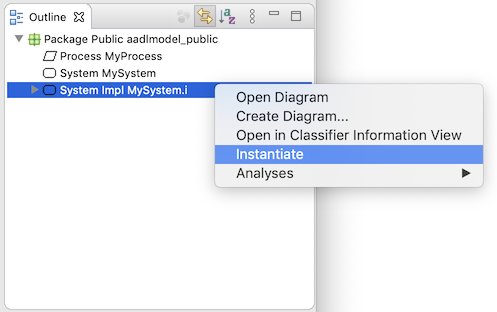 Outline
Package Public aadlmodel_public
Process MyProcess
System MySystem
System Impl MySystem.i
Open Diagram
Create Diagram...
Open in Classifier Information View
Instantiate
Analyses